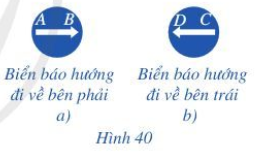 A B
D C
Biển báo hướng
đi về bên phải
a)
Biển báo hướng
đi về bên trái
b)
Hình 40